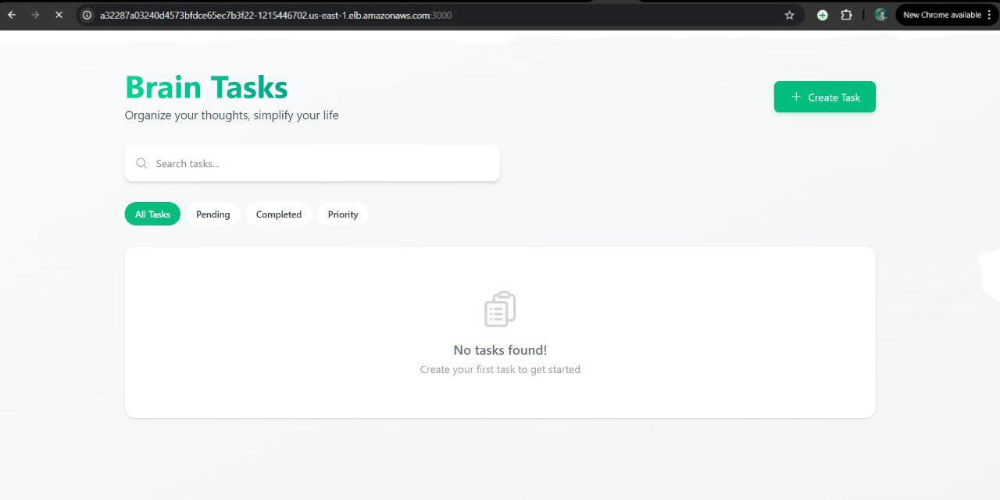 a32287a03240d4573bfdce65ec7b3f22-1215446702.us-east-1.elb.amazonaws.com:3000
New Chrome available
Brain Tasks
Organize your thoughts, simplify your life
Create Task
Search tasks...
All Tasks Pending Completed Priority
No tasks found!
Create your first task to get started